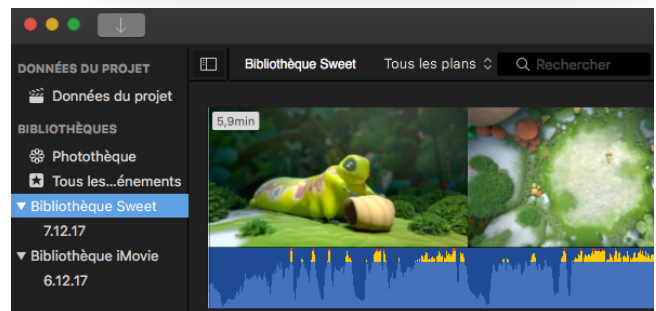 DONNÉES DU PROJET
Données du projet
BIBLIOTHÈQUES
Photothèque
Tous les...énements
Bibliothèque Sweet
7.12.17
Bibliothèque iMovie
6.12.17
Bibliothèque Sweet Tous les plans Rechercher
5,9min